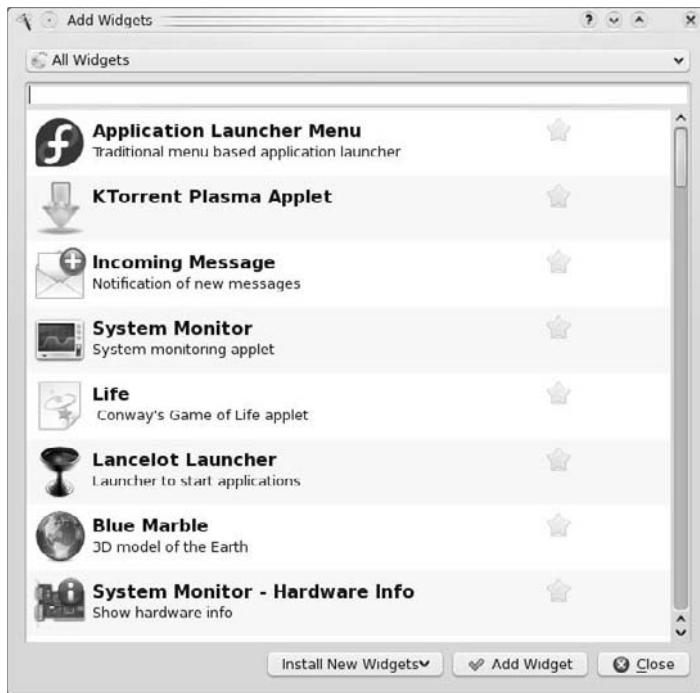 Add Widgets
All Widgets
Application Launcher Menu
Traditional menu based application launcher
KTorrent Plasma Applet
Incoming Message
Notification of new messages
System Monitor
System monitoring applet
Life
Conway's Game of Life applet
Lancelot Launcher
Launcher to start applications
Blue Marble
3D model of the Earth
System Monitor - Hardware Info
Show hardware info
Install New Widgets
Add Widget
Close